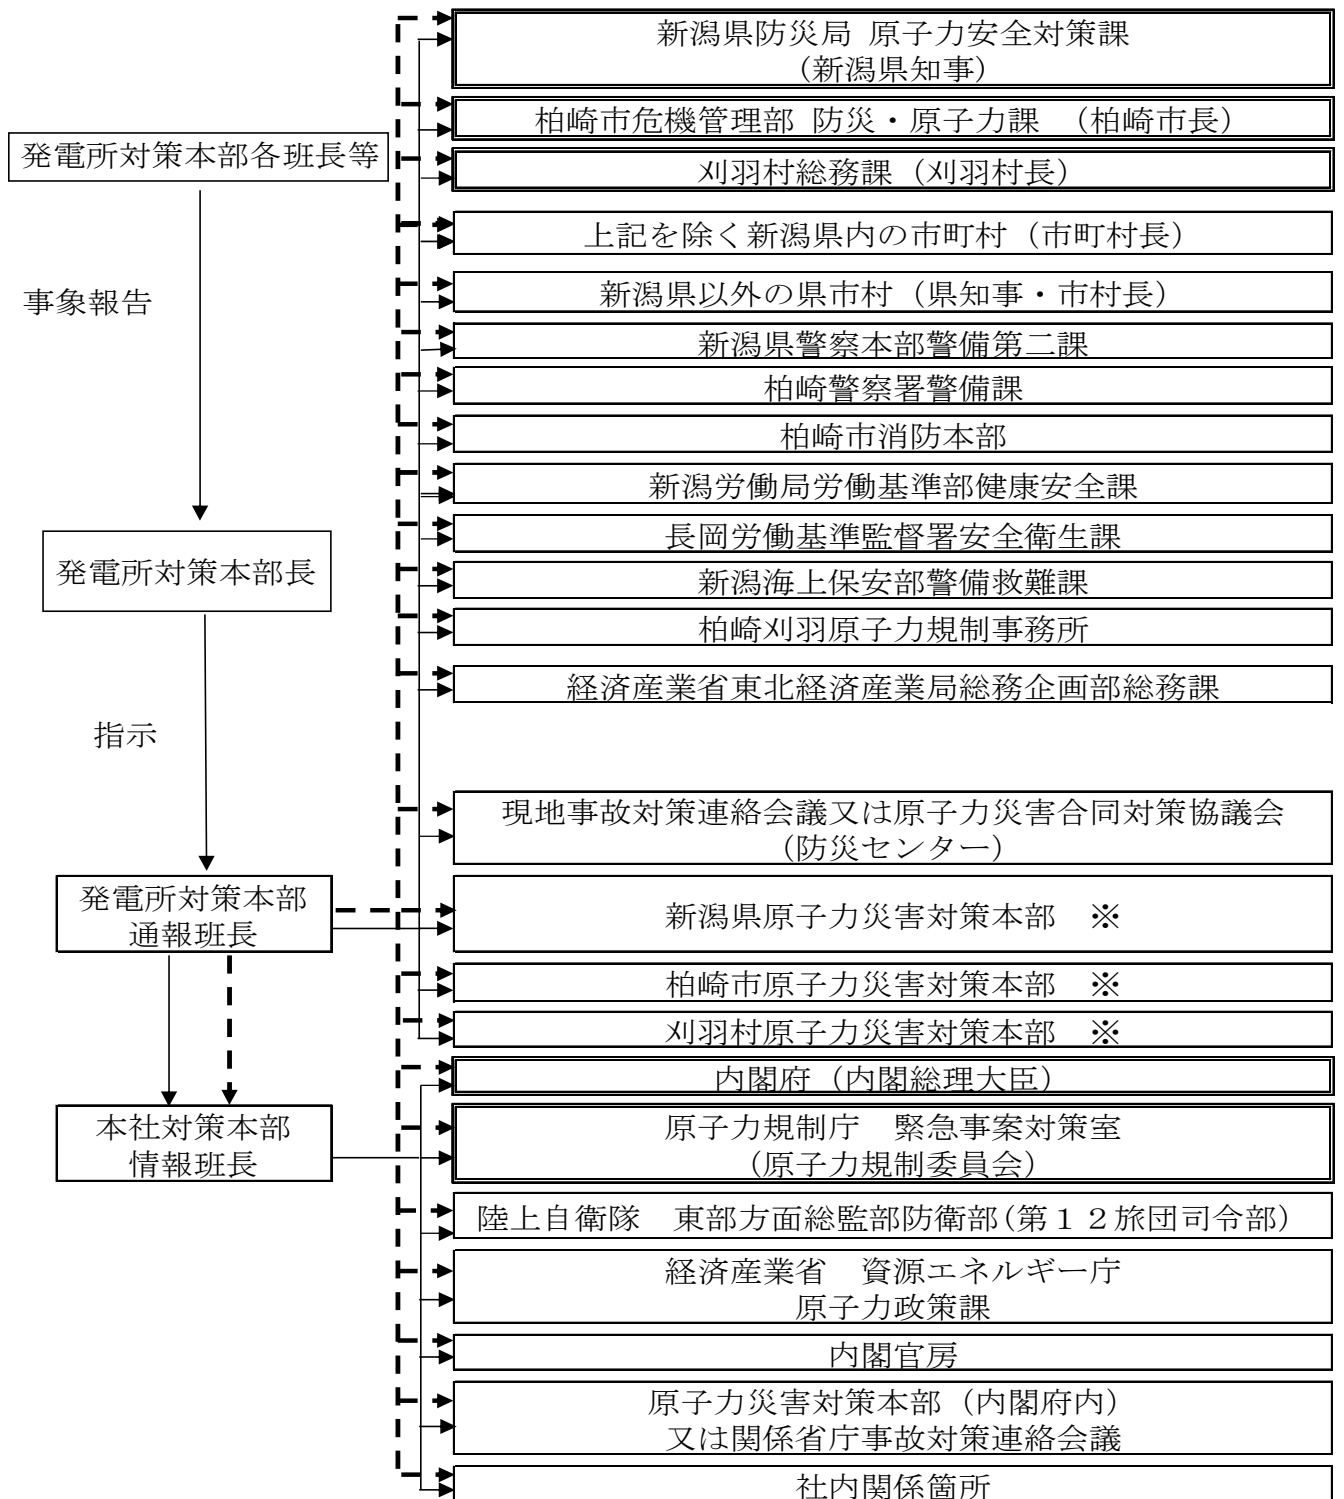 発電所対策本部各班長等
事象報告
発電所対策本部長
指示
発電所対策本部
通報班長
本社対策本部
情報班長
新潟県防災局 原子力安全対策課
(新潟県知事)
柏崎市危機管理部 防災・原子力課 (柏崎市長)
刈羽村総務課 (刈羽村長)
上記を除く新潟県内の市町村 (市町村長)
新潟県以外の県市村 (県知事・市村長)
新潟県警察本部警備第二課
柏崎警察署警備課
柏崎市消防本部
新潟労働局労働基準部健康安全課
長岡労働基準監督署安全衛生課
新潟海上保安部警備救難課
柏崎刈羽原子力規制事務所
経済産業省東北経済産業局総務企画部総務課
現地事故対策連絡会議又は原子力災害合同対策協議会
(防災センター)
新潟県原子力災害対策本部 ※
柏崎市原子力災害対策本部 ※
刈羽村原子力災害対策本部 ※
内閣府 (内閣総理大臣)
原子力規制庁 緊急事案対策室
(原子力規制委員会)
陸上自衛隊 東部方面総監部防衛部(第12旅団司令部)
経済産業省 資源エネルギー庁
原子力政策課
内閣官房
原子力災害対策本部 (内閣府内)
又は関係省庁事故対策連絡会議
社内関係箇所